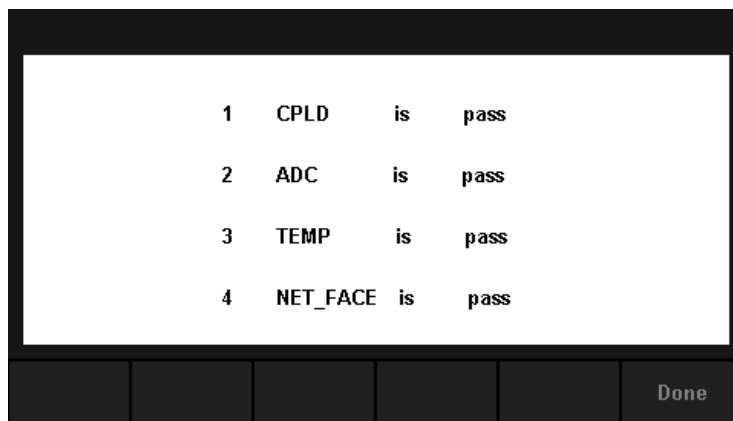 1 CPLD is pass
2 ADC is pass
3 TEMP is pass
4 NET_FACE is pass
Done